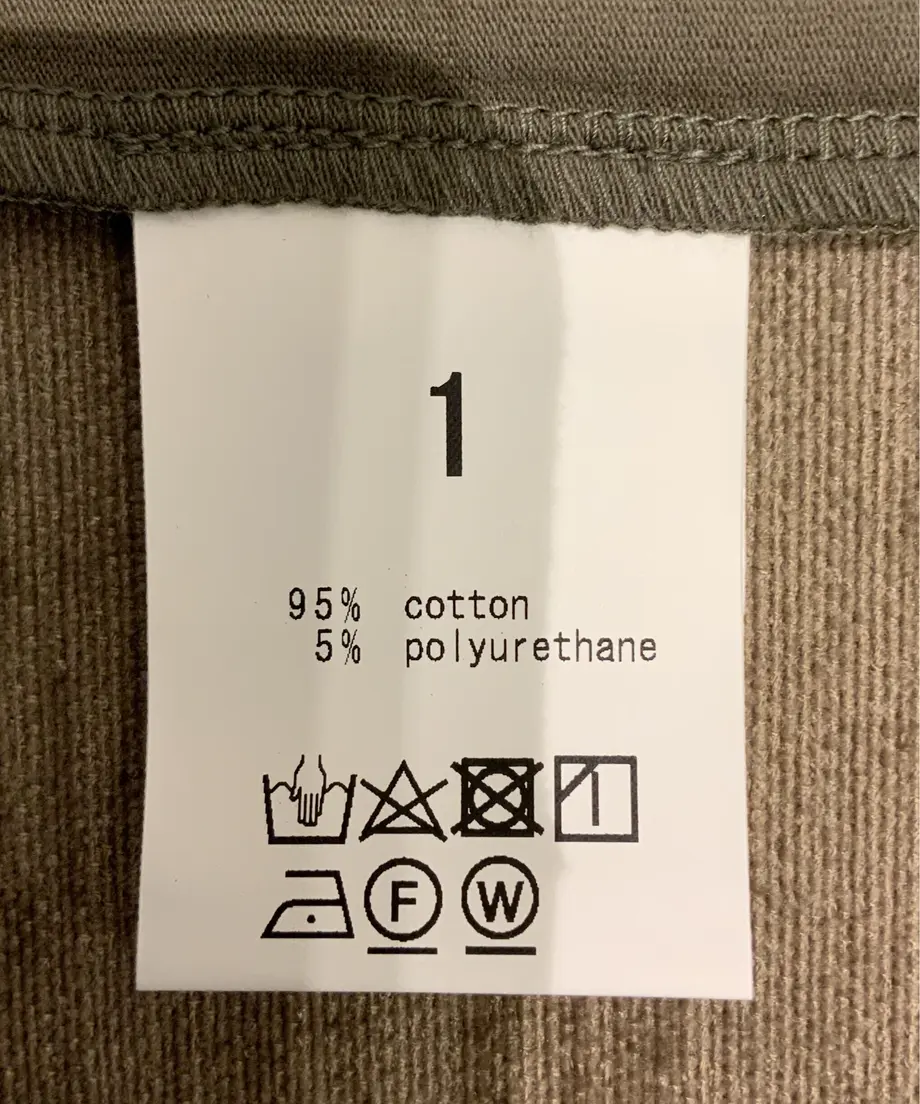 1
95% cotton
5% polyurethane
F W